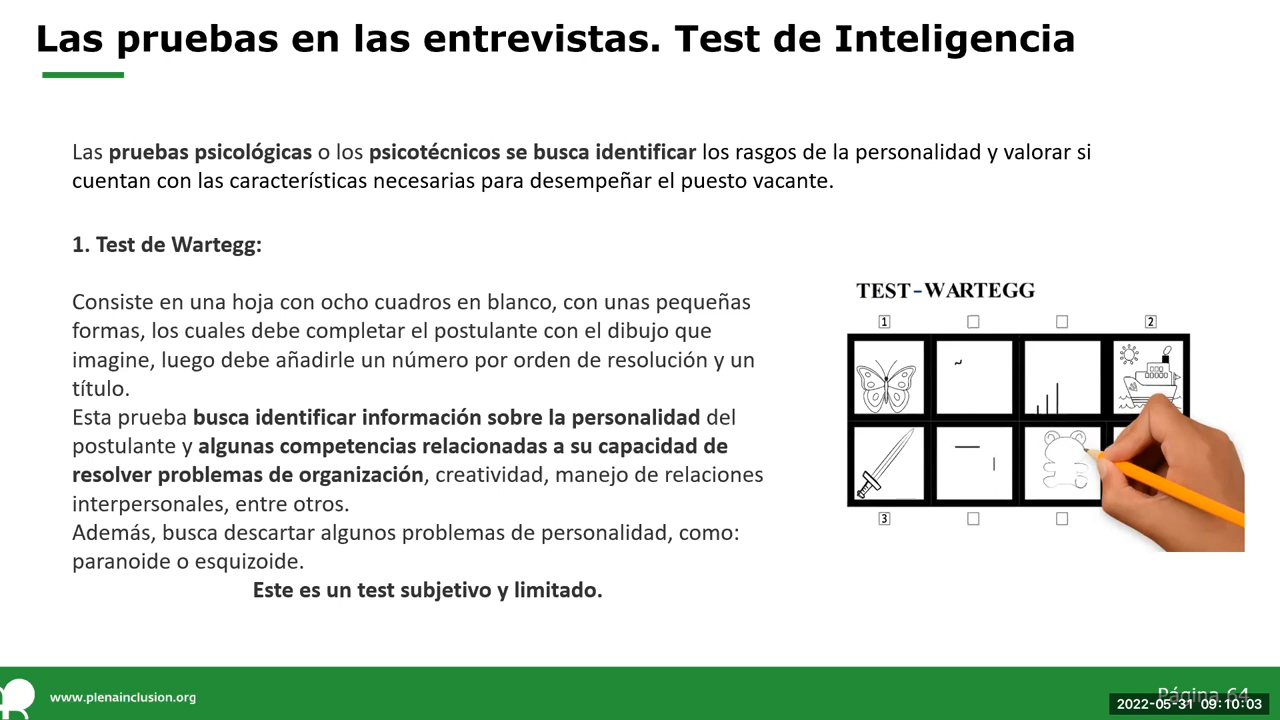 Las pruebas en las entrevistas. Test de Inteligencia
Las pruebas psicológicas o los psicotécnicos se busca identificar los rasgos de la personalidad y valorar si
cuentan con las características necesarias para desempeñar el puesto vacante.
1. Test de Wartegg:
Consiste en una hoja con ocho cuadros en blanco, con unas pequeñas
formas, los cuales debe completar el postulante con el dibujo que
imagine, luego debe añadirle un número por orden de resolución y un
título.
Esta prueba busca identificar información sobre la personalidad del
postulante y algunas competencias relacionadas a su capacidad de
resolver problemas de organización, creatividad, manejo de relaciones
interpersonales, entre otros.
Además, busca descartar algunos problemas de personalidad, como:
paranoide o esquizoide.
Este es un test subjetivo y limitado.
TEST-WARTEGG
1 2
3
www.plenainclusion.org
Página 64
2022-05-31 09:10:03